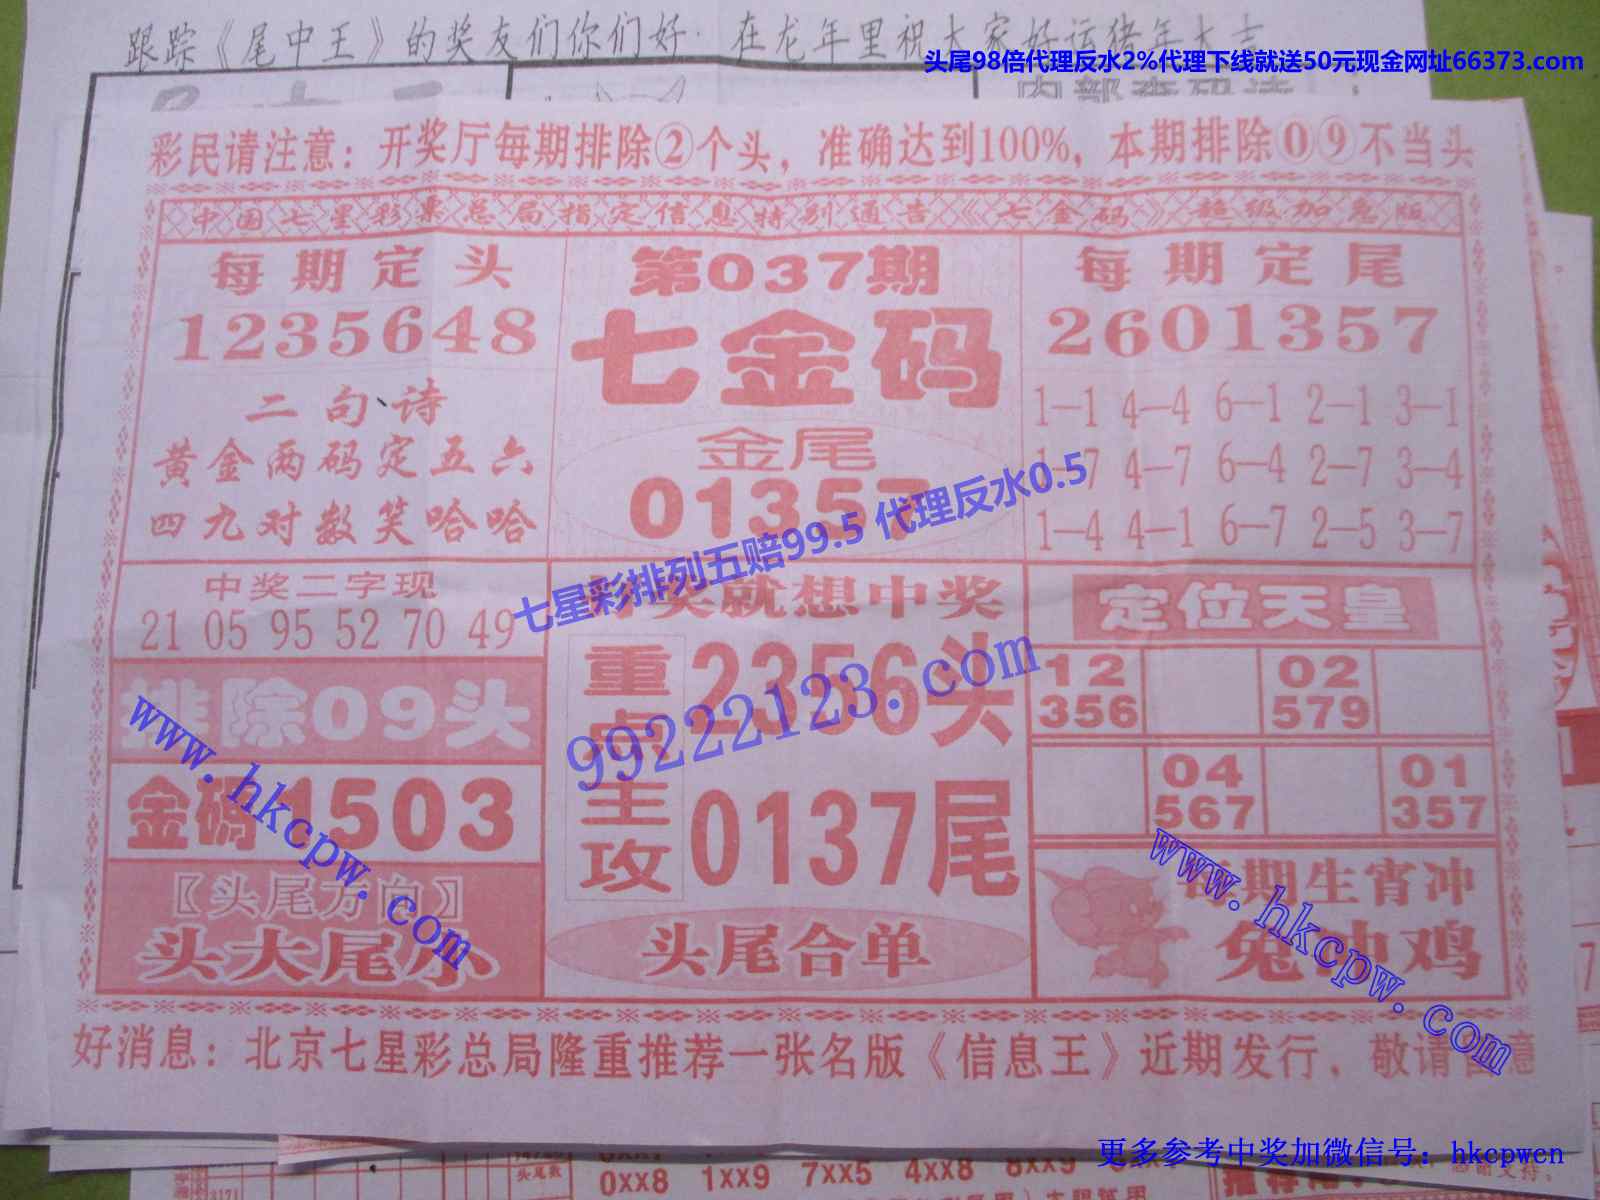 跟踪《尾中王》的奖友们你们好. 在龙年里祝大家好运猪年大吉
头尾98倍代理反水2%代理下线就送50元现金网址66373.com
彩民请注意：开奖厅每期排除②个头，准确达到100%，本期排除⓪⑨不当头
中国七星彩票总局指定信息特别通告《七金码》超级加意版
每期定头
1235648
二句诗
黄金两码定五六
四九对数笑哈哈
第037期
七金码
金尾
01357
每期定尾
2601357
1—1 4—4 6—1 2—1 3—1
1—7 4—7 6—4 2—7 3—4
1—4 4—1 6—7 2—5 3—7
七星彩排列五赔99.5 代理反水0.5
中奖二字现
21 05 95 52 70 49
排除09头
金码1503
〖头尾方向〗
头大尾小
奖就想中奖
重点主攻
2356头
0137尾
头尾合单
99222123.com
定位天皇
12 02
356 579
04 01
567 357
每期生肖冲
兔冲鸡
www.hkcpw.com
www.hkcpw.com
好消息：北京七星彩总局隆重推荐一张名版《信息王》近期发行，敬请留意
更多参考中奖加微信号：hkcpwcn
头尾数
0xx8 1xx9 7xx5 4xx8 8xx9